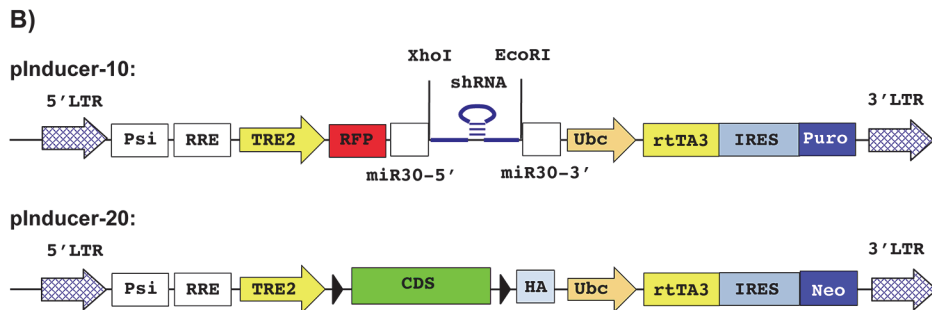 B)
pInducer-10:
XhoI EcoRI
shRNA
5'LTR 3'LTR
Psi RRE TRE2 RFP Ubc rtTA3 IRES Puro
miR30-5' miR30-3'
pInducer-20:
5'LTR 3'LTR
Psi RRE TRE2 CDS HA Ubc rtTA3 IRES Neo